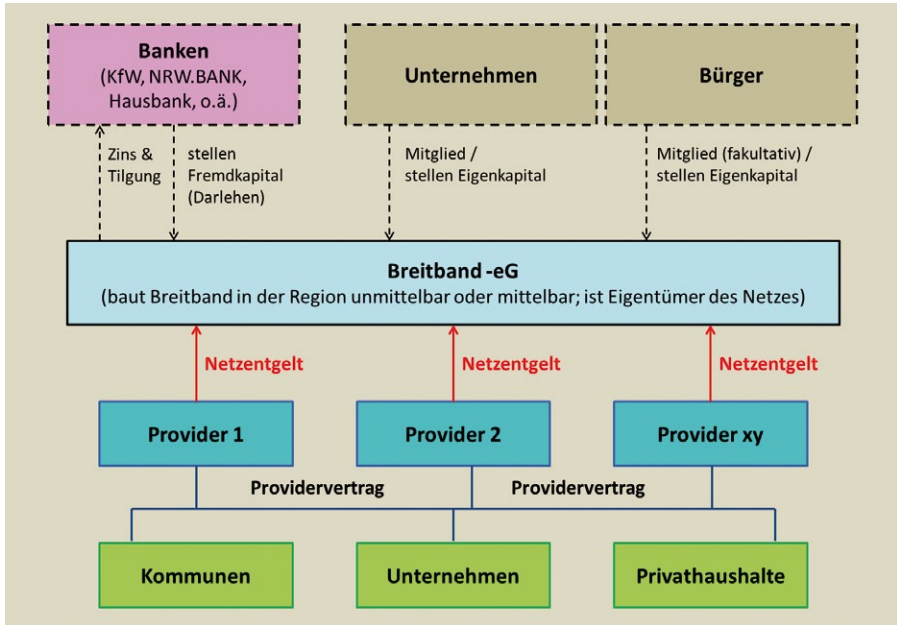 Banken
(KfW, NRW.BANK,
Hausbank, o.ä.)
Unternehmen
Bürger
Zins &
Tilgung
stellen
Fremdkapital
(Darlehen)
Mitglied /
stellen Eigenkapital
Mitglied (fakultativ) /
stellen Eigenkapital
Breitband -eG
(baut Breitband in der Region unmittelbar oder mittelbar; ist Eigentümer des Netzes)
Netzentgelt
Netzentgelt
Netzentgelt
Provider 1
Provider 2
Provider xy
Providervertrag
Providervertrag
Kommunen
Unternehmen
Privathaushalte